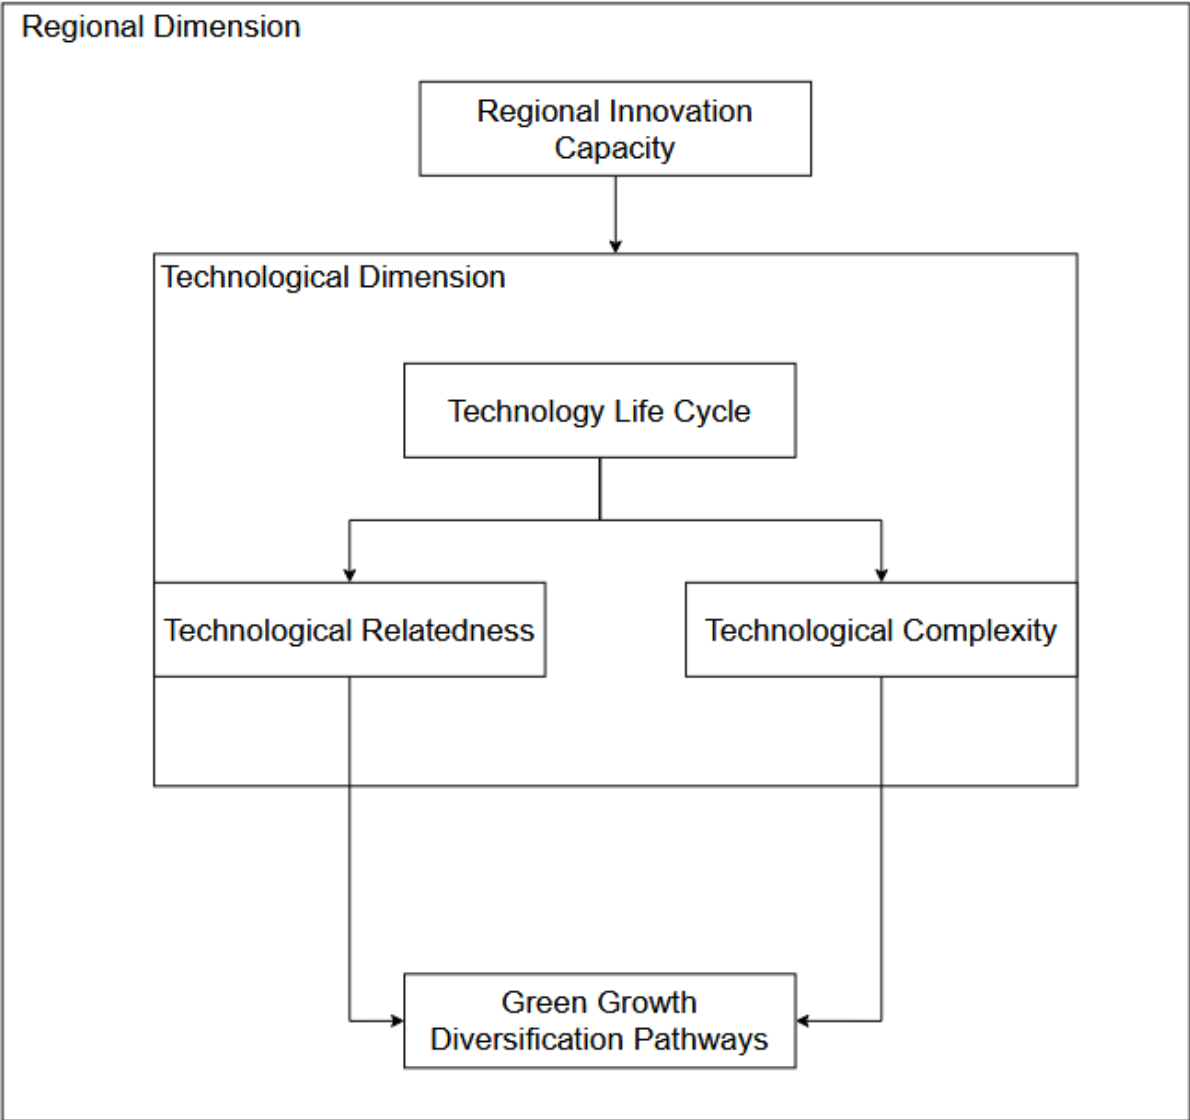 Regional Dimension
Regional Innovation
Capacity
Technological Dimension
Technology Life Cycle
Technological Relatedness
Technological Complexity
Green Growth
Diversification Pathways